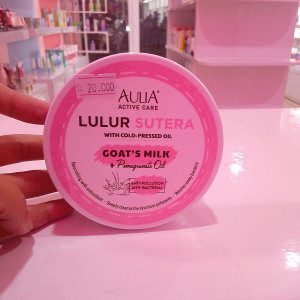 20.000
AULIA
ACTIVE CARE
LULUR SUTERA
WITH COLD-PRESSED OIL
GOAT'S MILK
+ Pomegranate Oil
ANTI-POLLUTION
ANTI-BACTERIAL